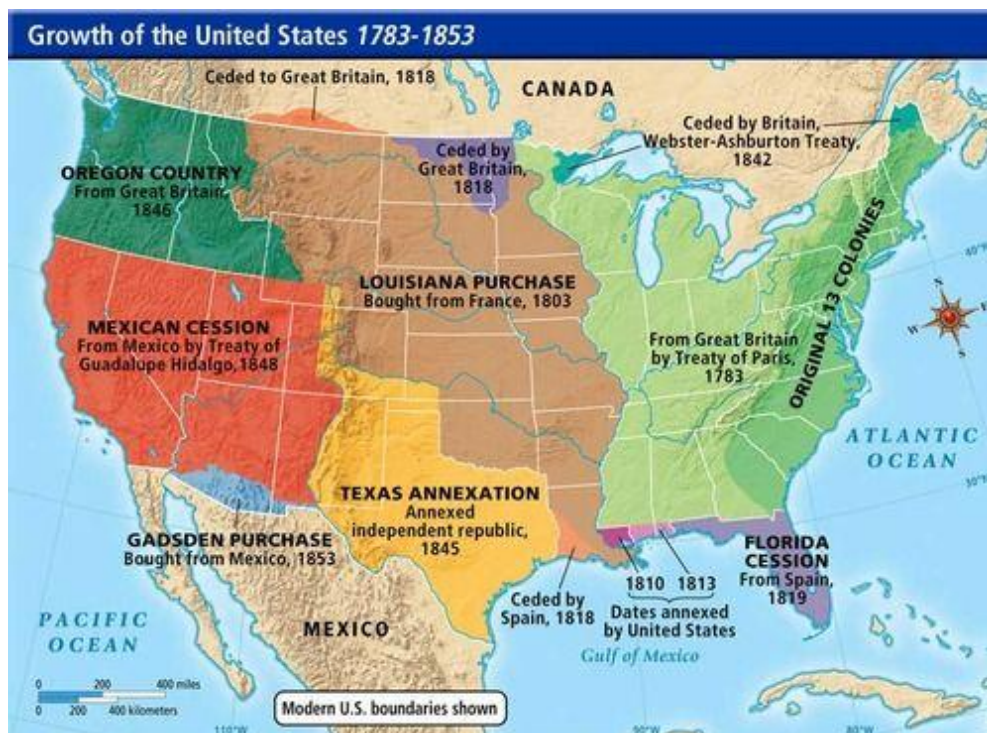 Growth of the United States 1783-1853
Ceded to Great Britain, 1818
CANADA
Ceded by Britain,
Webster-Ashburton Treaty,
1842
Ceded by
Great Britain,
1818
OREGON COUNTRY
From Great Britain,
1846
ORIGINAL 13 COLONIES
40°N
LOUISIANA PURCHASE
Bought from France, 1803
N
W
E
S
MEXICAN CESSION
From Mexico by Treaty of
Guadalupe Hidalgo, 1848
From Great Britain
by Treaty of Paris,
1783
ATLANTIC
OCEAN
30°N
TEXAS ANNEXATION
Annexed
independent republic,
1845
GADSDEN PURCHASE
Bought from Mexico, 1853
FLORIDA
CESSION
From Spain,
1819
1810
1813
Ceded by
Spain, 1818
Dates annexed
by United States
PACIFIC
OCEAN
MEXICO
Gulf of Mexico
0 200 400 miles
0 200 400 kilometers
Modern U.S. boundaries shown
110°W
90°W
80°W